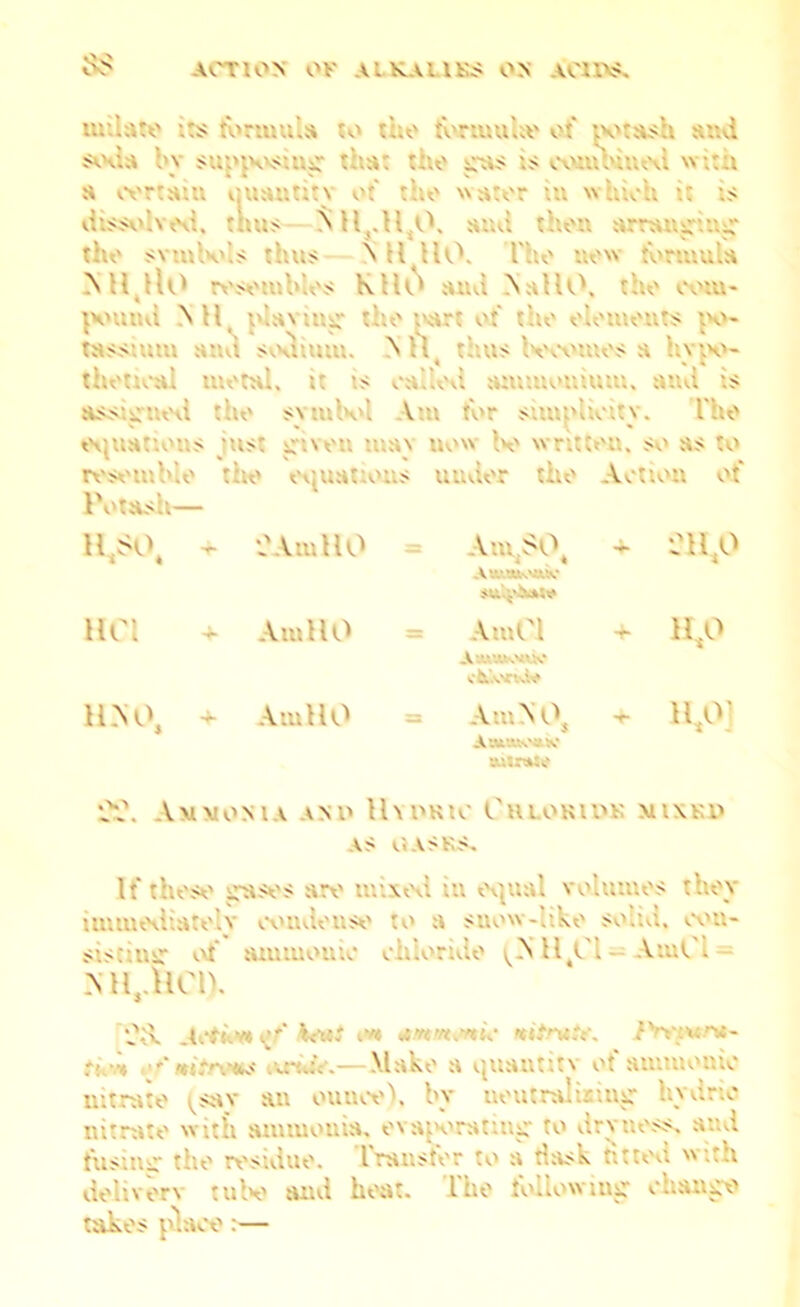 38 ACTION OF ALKALIES ON ACIDS.
milate its formula to the formulæ of potash and
soda by supposing that the gas is combined with
a certain quantity of the water in which it is
dissolved, thus—NH₃.H₂O, and then arranging
the symbols thus—NH₄HO. The new formula
NH₄HO resembles KHO and NaHO, the com-
pound NH₄ playing the part of the elements po-
tassium and sodium. NH₄ thus becomes a hypo-
thetical metal, it is called ammonium, and is
assigned the symbol Am for simplicity. The
equations just given may now be written, so as to
resemble the equations under the Action of
Potash—
H₂SO₄ + 2AmHO = Am₂SO₄ + 2H₂O
Ammonic
sulphate
HCl + AmHO = AmCl + H₂O
Ammonic
chloride
HNO₃ + AmHO = AmNO₃ + H₂O
Ammonic
nitrate
22. AMMONIA AND HYDRIC CHLORIDE MIXED
AS GASES.
If these gases are mixed in equal volumes they
immediately condense to a snow-like solid, con-
sisting of ammonic chloride (NH₄Cl = AmCl =
NH₃.HCl).
23. Action of heat on ammonic nitrate. Prepara-
tion of nitrous oxide.—Make a quantity of ammonic
nitrate (say an ounce), by neutralizing hydric
nitrate with ammonia, evaporating to dryness, and
fusing the residue. Transfer to a flask fitted with
delivery tube and heat. The following change
takes place :—